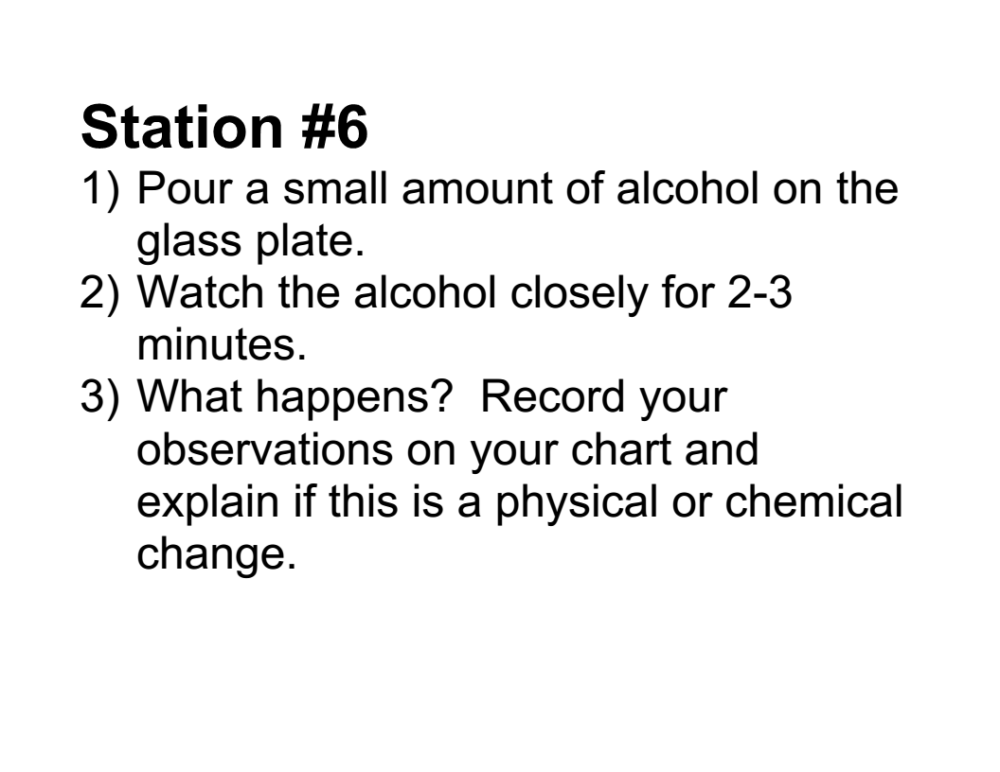 Station #6
1) Pour a small amount of alcohol on the
glass plate.
2) Watch the alcohol closely for 2-3
minutes.
3) What happens?  Record your
observations on your chart and
explain if this is a physical or chemical
change.